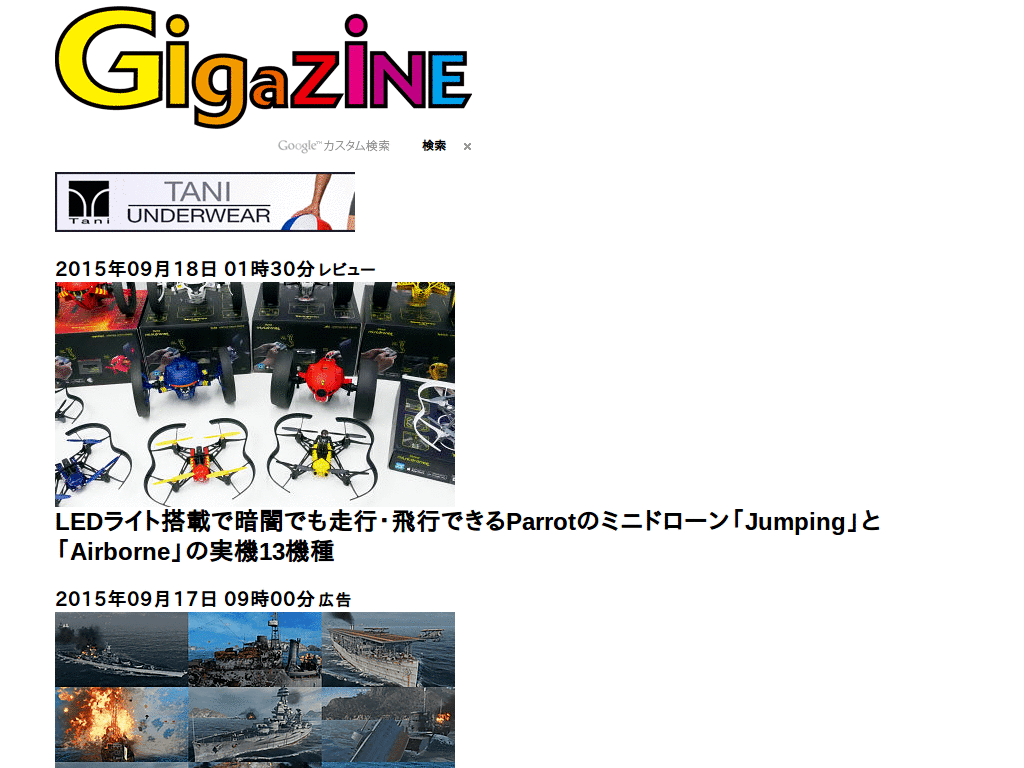 GigaZiNE
Google™カスタム検索 検索 ×
Tani TANI UNDERWEAR
2015年09月18日 01時30分 レビュー
LEDライト搭載で暗闇でも走行・飛行できるParrotのミニドローン「Jumping」と
「Airborne」の実機13機種
2015年09月17日 09時00分 広告